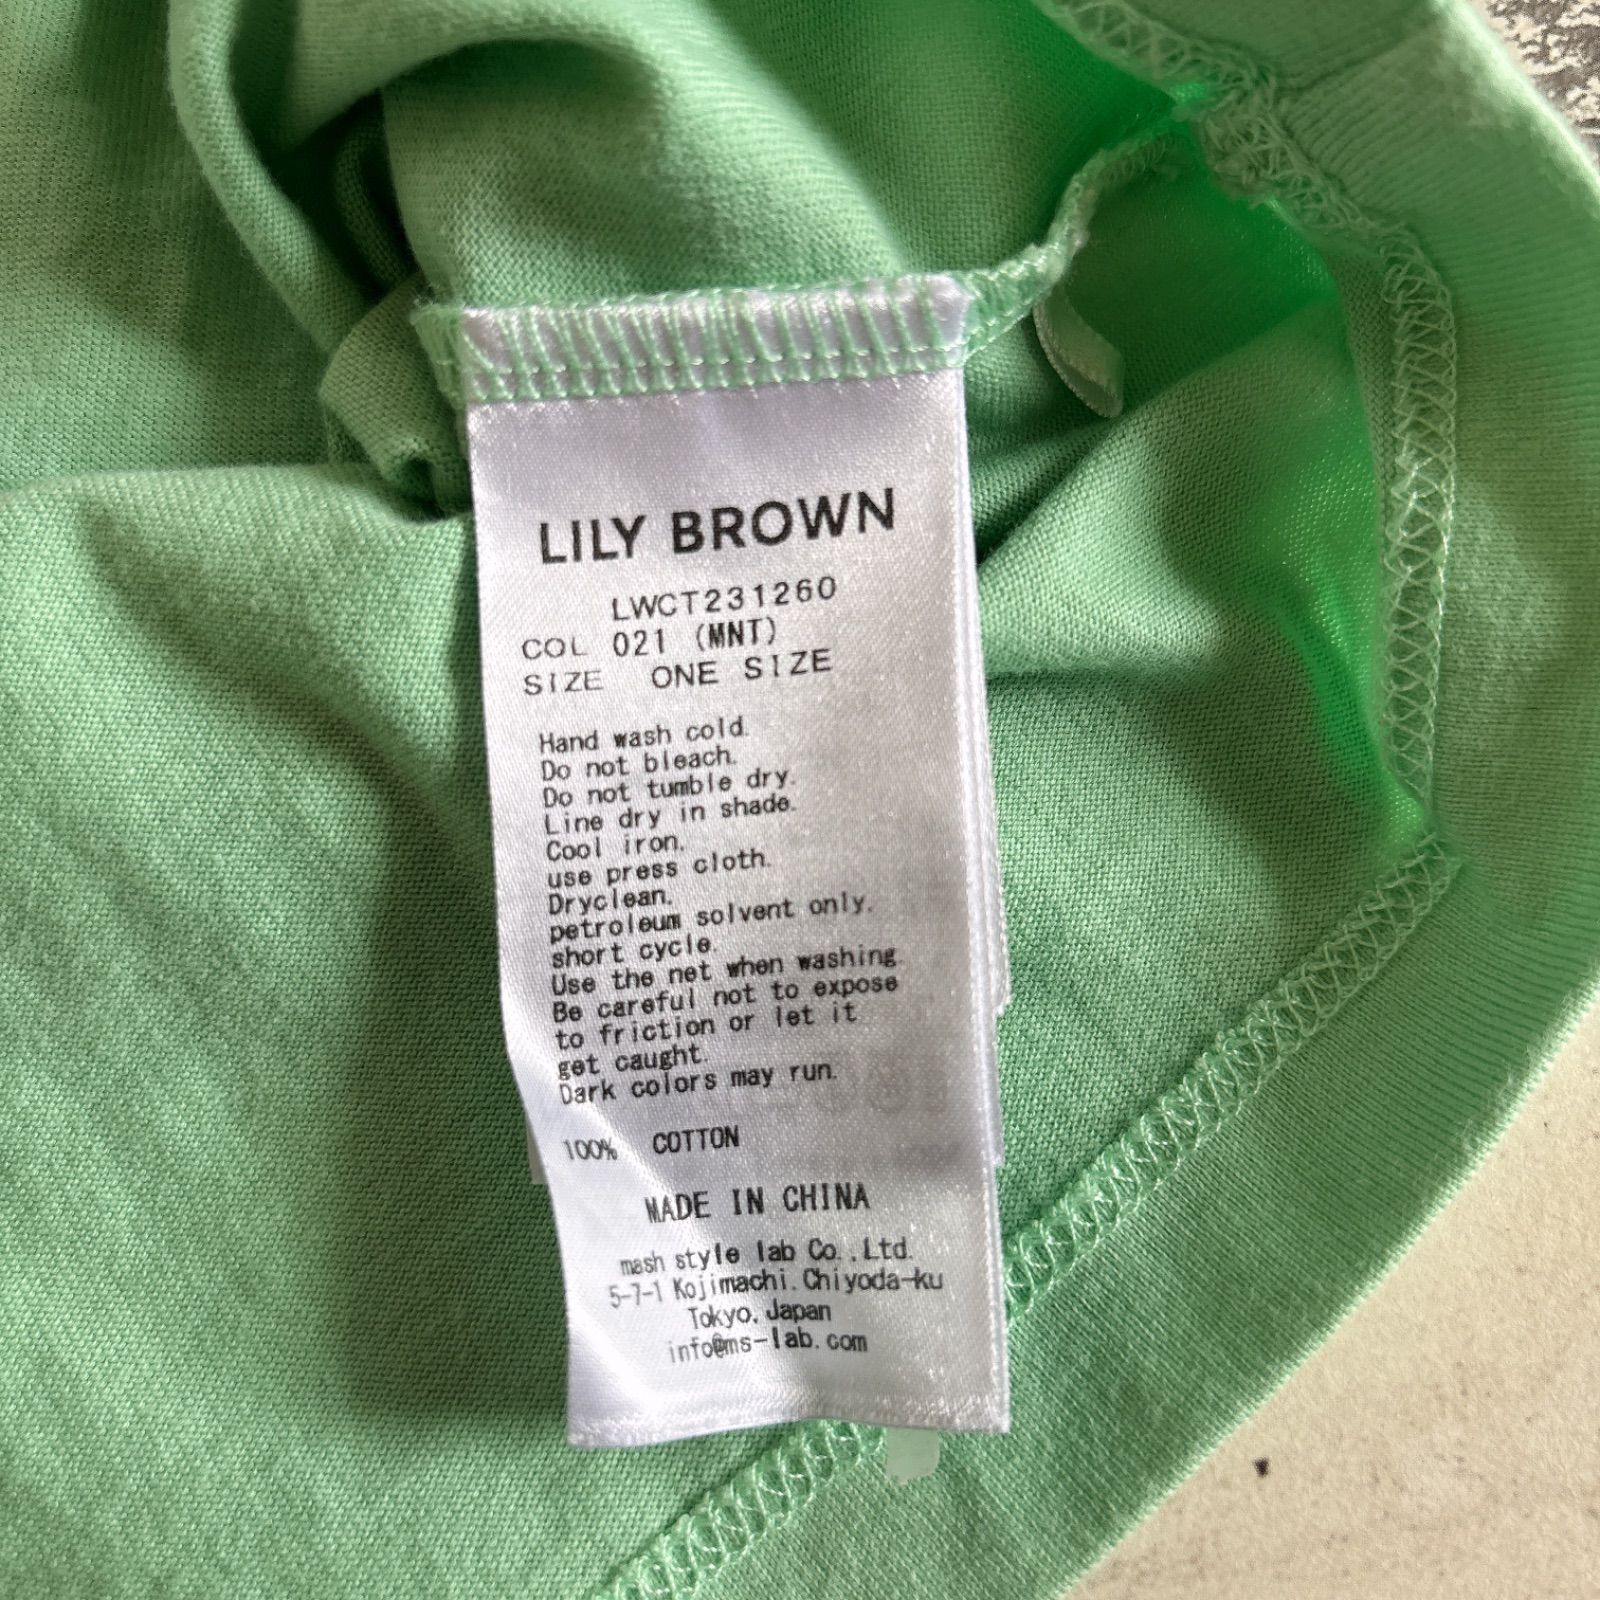 LILY BROWN
LWCT231260
COL 021 (MNT)
SIZE ONE SIZE
Hand wash cold.
Do not bleach.
Do not tumble dry.
Line dry in shade.
Cool iron.
use press cloth.
Dryclean.
petroleum solvent only.
short cycle.
Use the net when washing.
Be careful not to expose
to friction or let it
get caught.
Dark colors may run.
100% COTTON
MADE IN CHINA
mash style lab Co.,Ltd.
5-7-1 Kojimachi.Chiyoda-ku
Tokyo.Japan
info@ms-lab.com